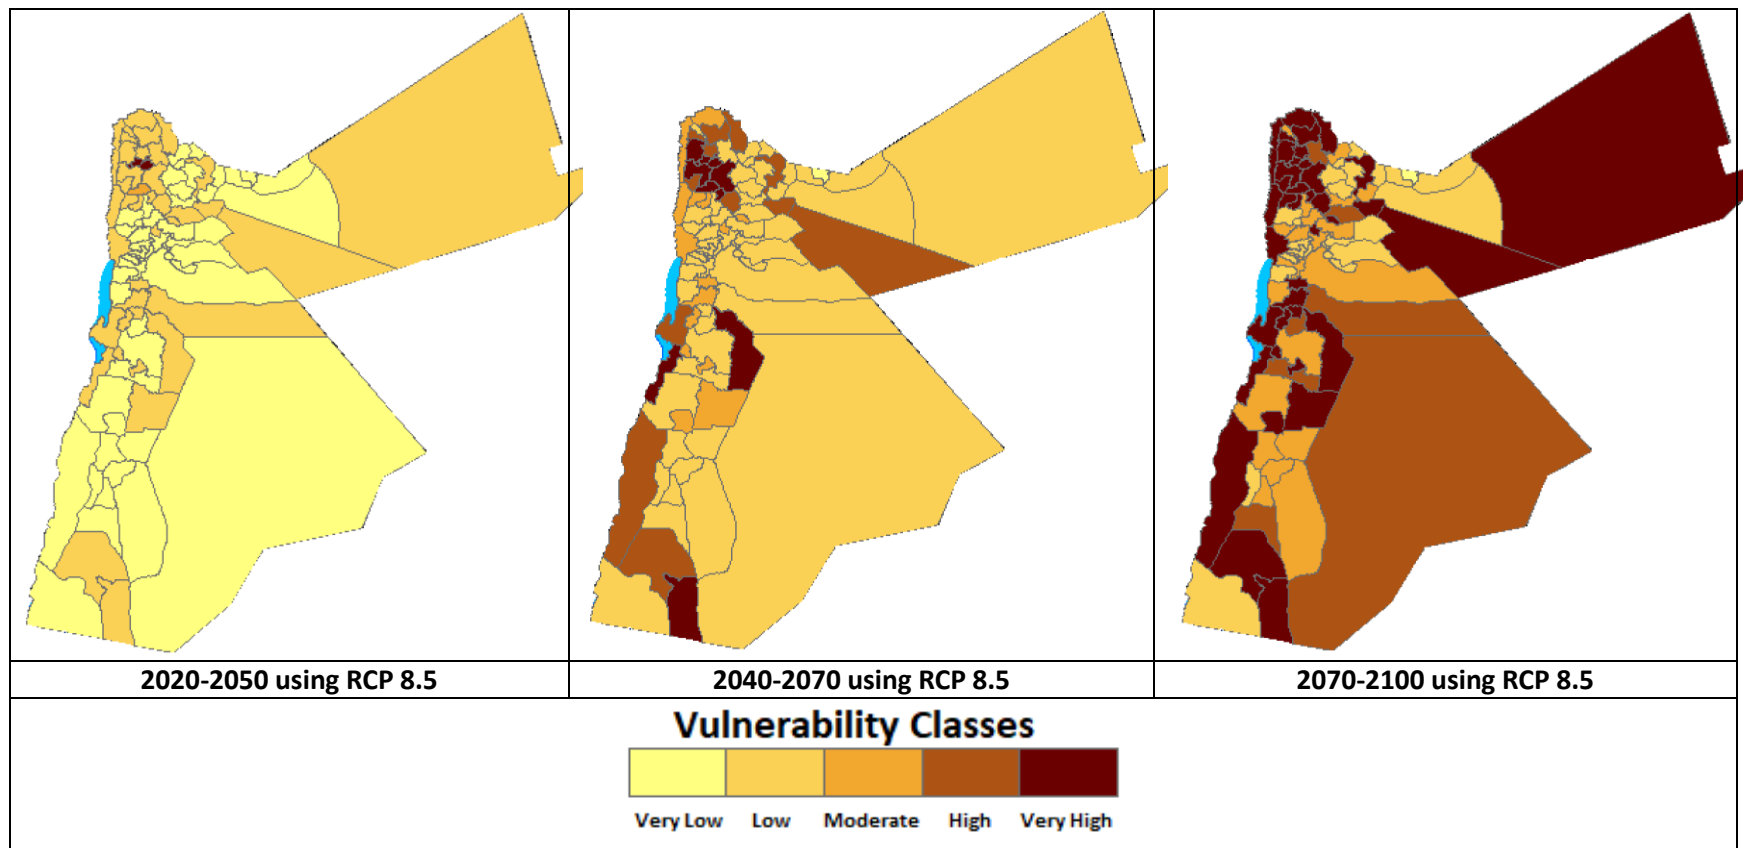 2020-2050 using RCP 8.5
2040-2070 using RCP 8.5
2070-2100 using RCP 8.5
Vulnerability Classes
Very Low Low Moderate High Very High